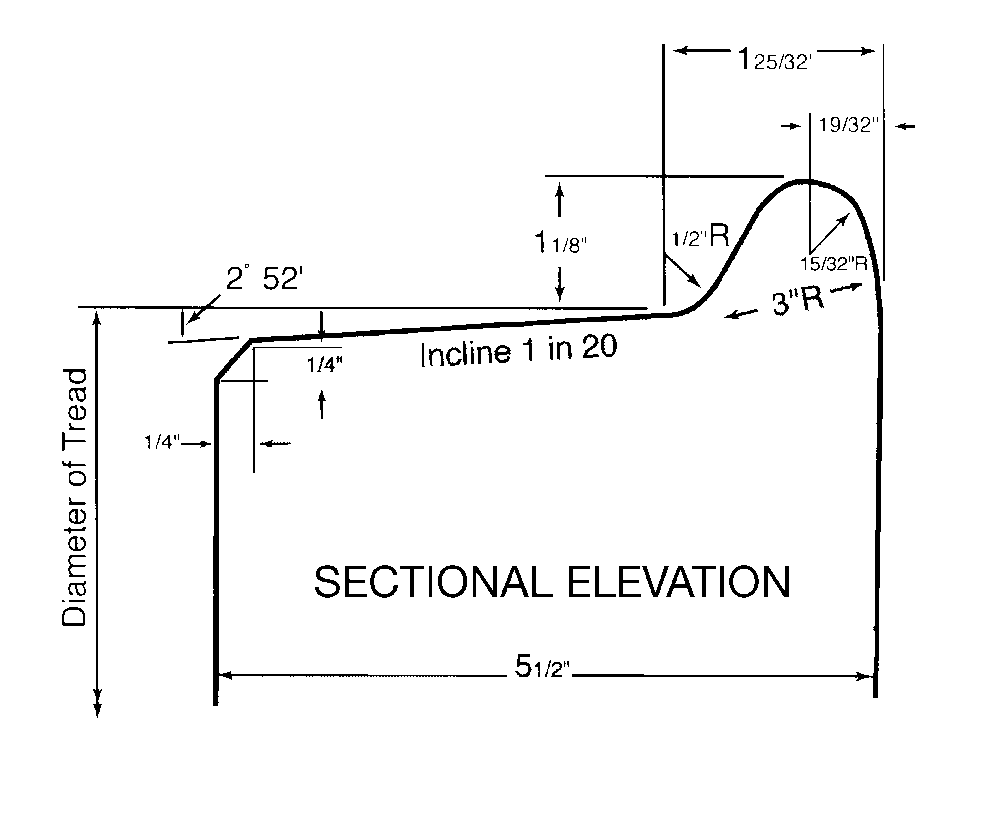 1 25/32'
19/32"
1 1/8"
1/2"R
15/32"R
2° 52'
3"R
Incline 1 in 20
1/4"
1/4"
Diameter of Tread
SECTIONAL ELEVATION
5 1/2"